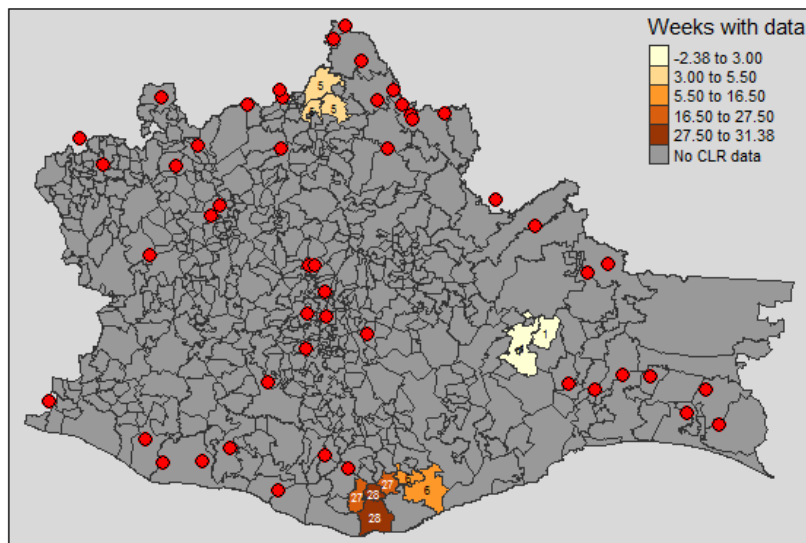 Weeks with data
-2.38 to 3.00
3.00 to 5.50
5.50 to 16.50
16.50 to 27.50
27.50 to 31.38
No CLR data
5
5
1
6
27
28
27
28